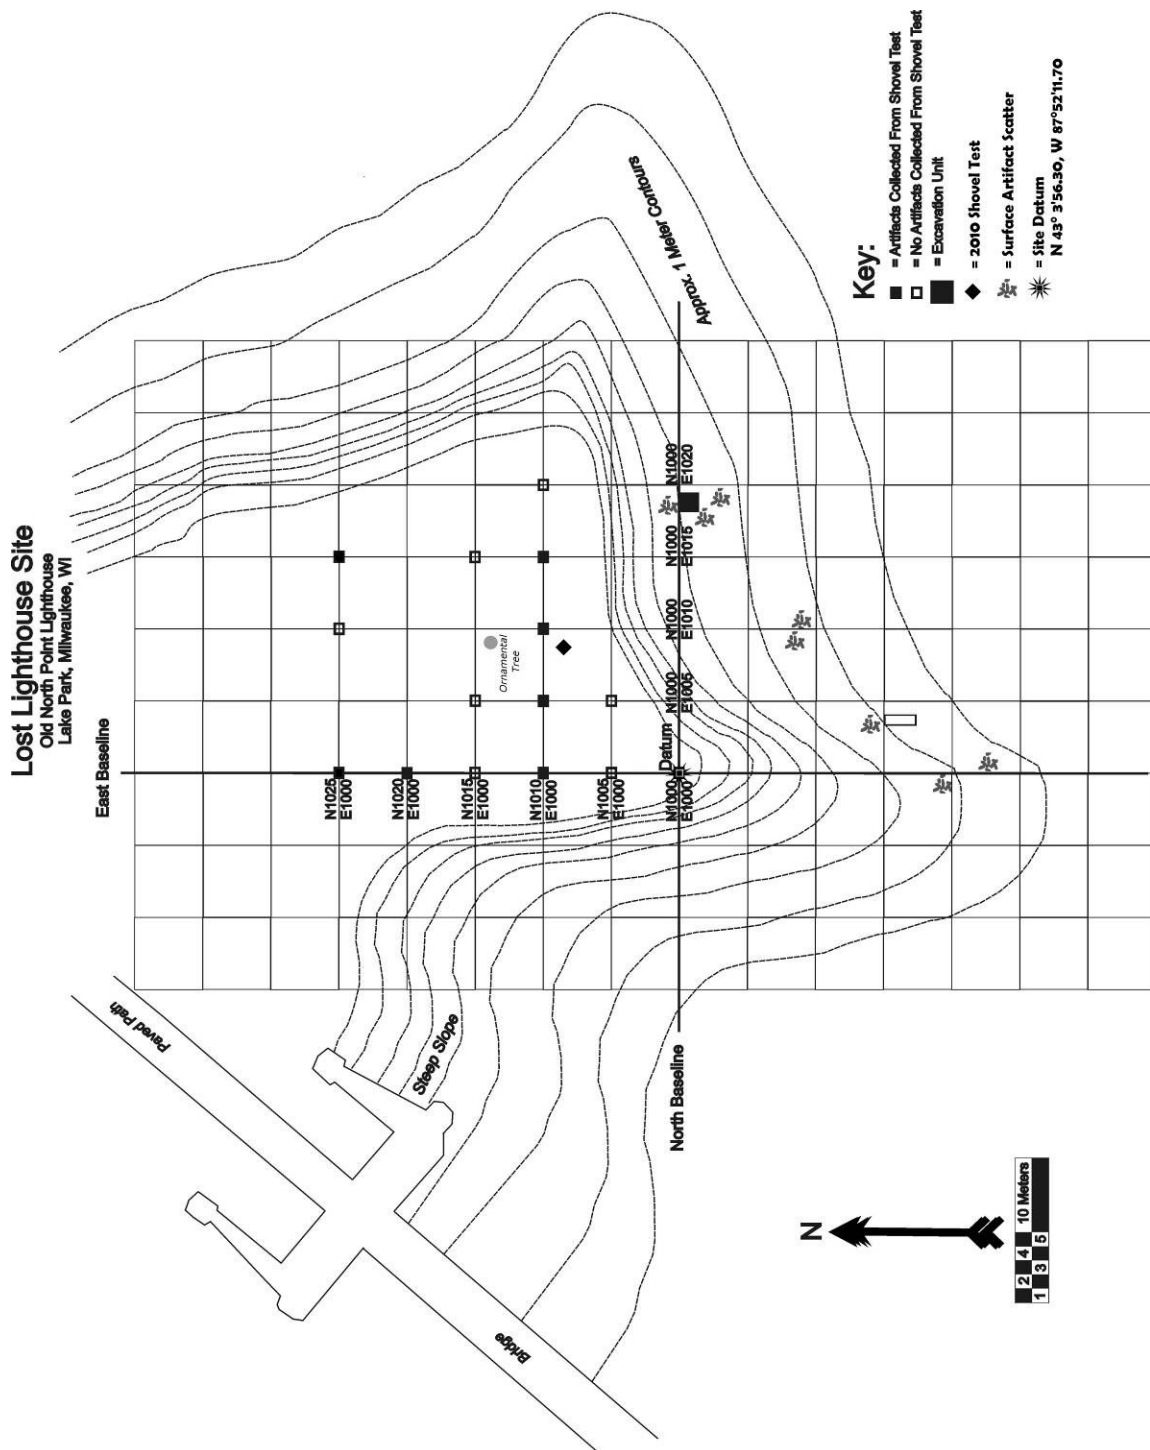 Lost Lighthouse Site
Old North Point Lighthouse
Lake Park, Milwaukee, WI
East Baseline
N1025
E1000
N1020
E1000
N1015
E1000
N1010
E1000
N1005
E1000
N1000
E1000
Datum
N1000
E1005
N1000
E1010
N1000
E1015
N1000
E1020
Ornamental
Tree
Approx. 1 Meter Contours
North Baseline
Steep Slope
Paved Path
Bridge
Key:
= Artifacts Collected From Shovel Test
= No Artifacts Collected From Shovel Test
= Excavation Unit
= 2010 Shovel Test
= Surface Artifact Scatter
= Site Datum
N 43° 3'56.30, W 87°52'11.70
N
2 4 10 Meters
1 3 5